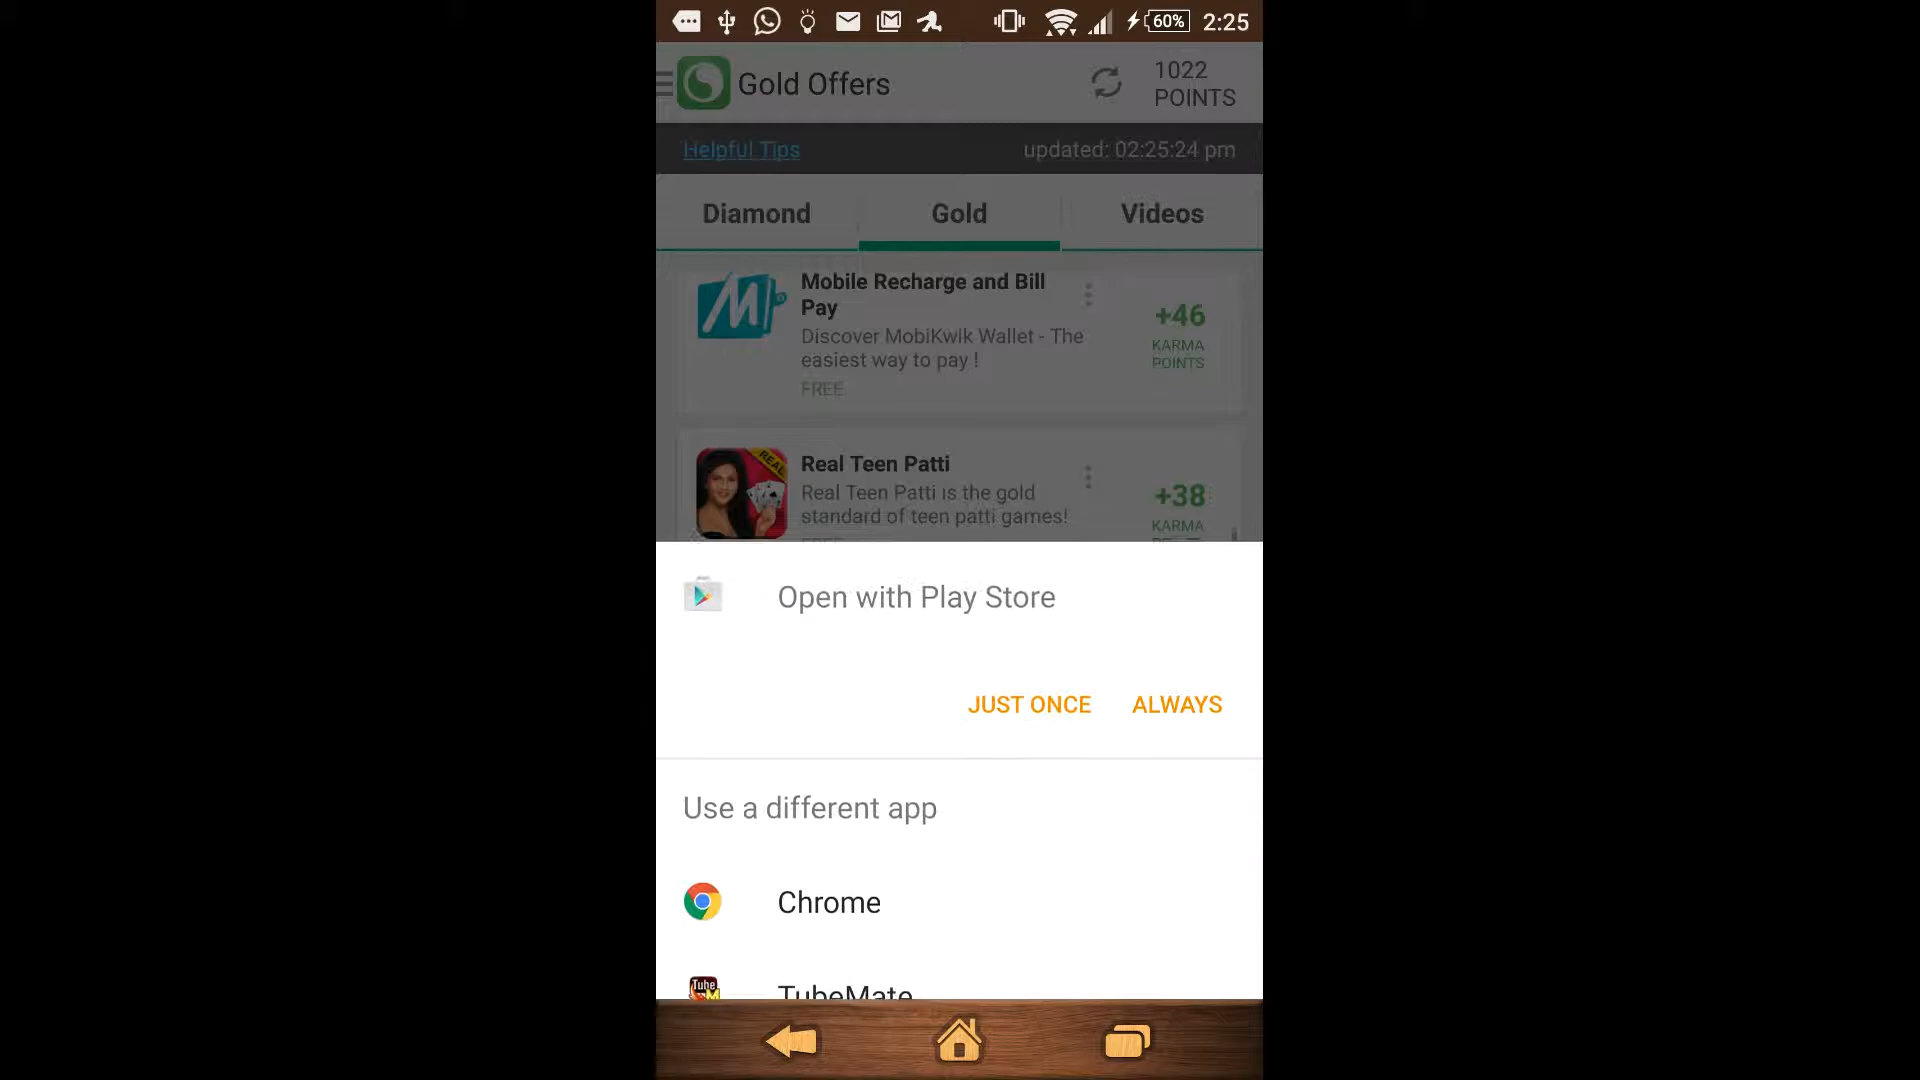 60% 2:25
Gold Offers
1022
POINTS
Helpful Tips
updated: 02:25:24 pm
Diamond
Gold
Videos
Mobile Recharge and Bill
Pay
Discover MobiKwik Wallet - The
easiest way to pay !
FREE
+46
KARMA
POINTS
REAL
Real Teen Patti
Real Teen Patti is the gold
standard of teen patti games!
+38
KARMA
Open with Play Store
JUST ONCE
ALWAYS
Use a different app
Chrome
Tube
M
TubeMate